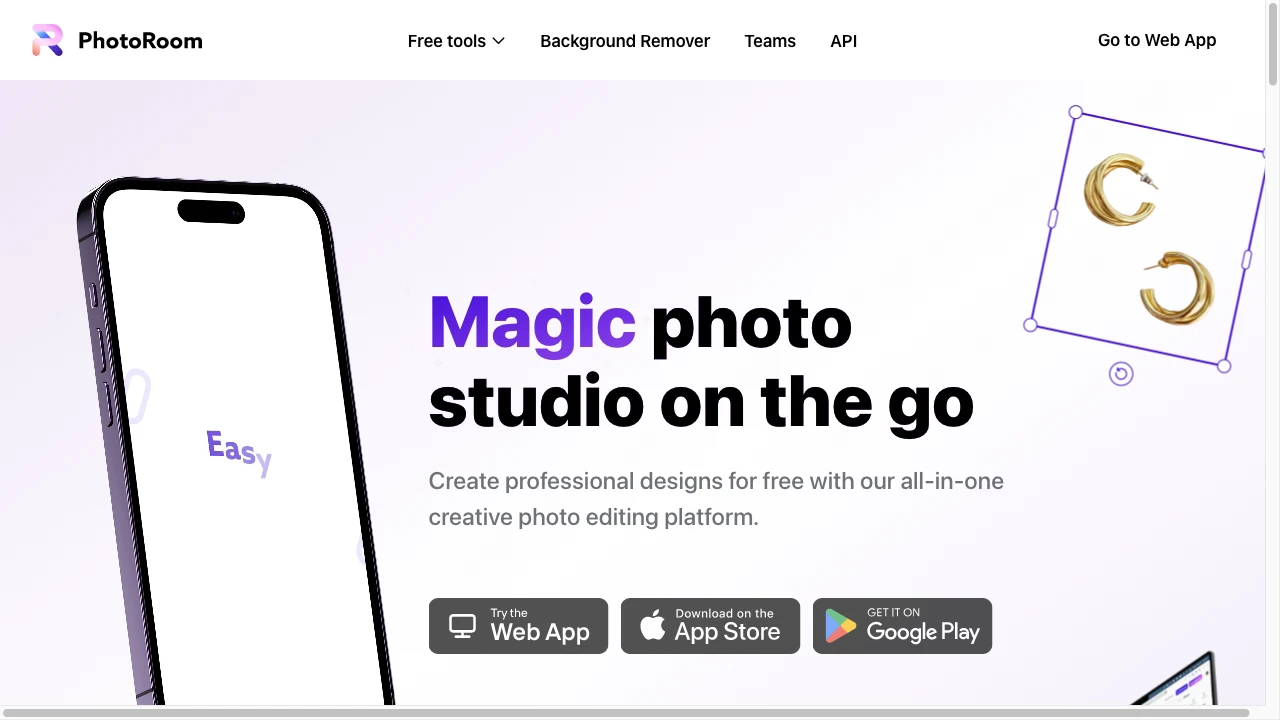 PhotoRoom
Free tools
Background Remover
Teams
API
Go to Web App
Easy
Magic photo
studio on the go
Create professional designs for free with our all-in-one
creative photo editing platform.
Try the
Web App
Download on the
App Store
GET IT ON
Google Play